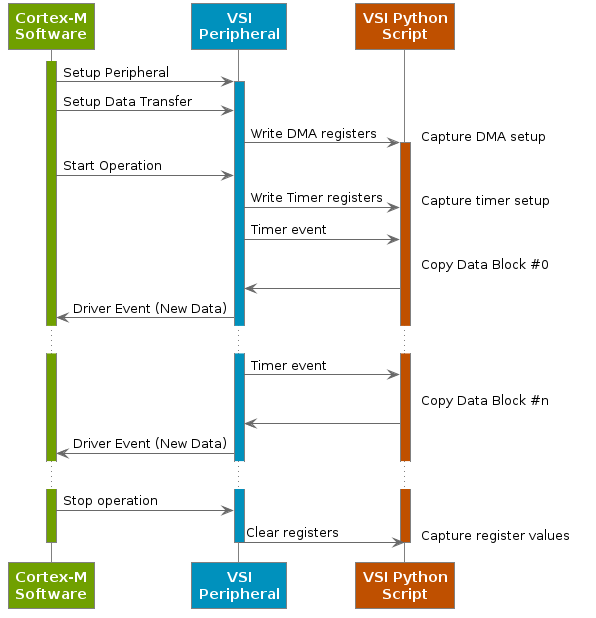 Cortex-M
Software
VSI
Peripheral
VSI Python
Script
Setup Peripheral
Setup Data Transfer
Write DMA registers
Capture DMA setup
Start Operation
Write Timer registers
Capture timer setup
Timer event
Copy Data Block #0
Driver Event (New Data)
Timer event
Copy Data Block #n
Driver Event (New Data)
Stop operation
Clear registers
Capture register values
Cortex-M
Software
VSI
Peripheral
VSI Python
Script